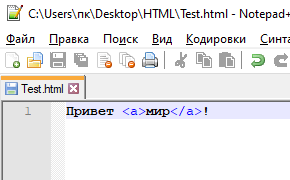 C:\Users\пк\Desktop\HTML\Test.html - Notepad+
Файл Правка Поиск Вид Кодировки Синта
Test.html
1 Привет <a>мир</a>!